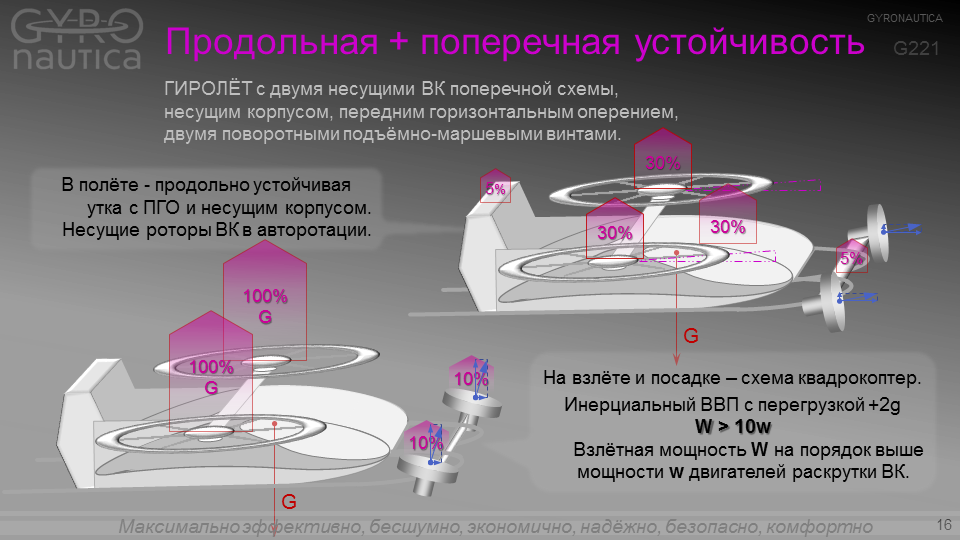 GYRO
nautica
GYRONAUTICA
Продольная + поперечная устойчивость
G221
ГИРОЛЁТ с двумя несущими ВК поперечной схемы,
несущим корпусом, передним горизонтальным оперением,
двумя поворотными подъёмно-маршевыми винтами.
В полёте - продольно устойчивая
утка с ПГО и несущим корпусом.
Несущие роторы ВК в авторотации.
30%
5%
30%
30%
5%
G
100%
G
100%
G
10%
10%
G
На взлёте и посадке – схема квадрокоптер.
Инерциальный ВВП с перегрузкой +2g
W > 10w
Взлётная мощность W на порядок выше
мощности w двигателей раскрутки ВК.
Максимально эффективно, бесшумно, экономично, надёжно, безопасно, комфортно
16